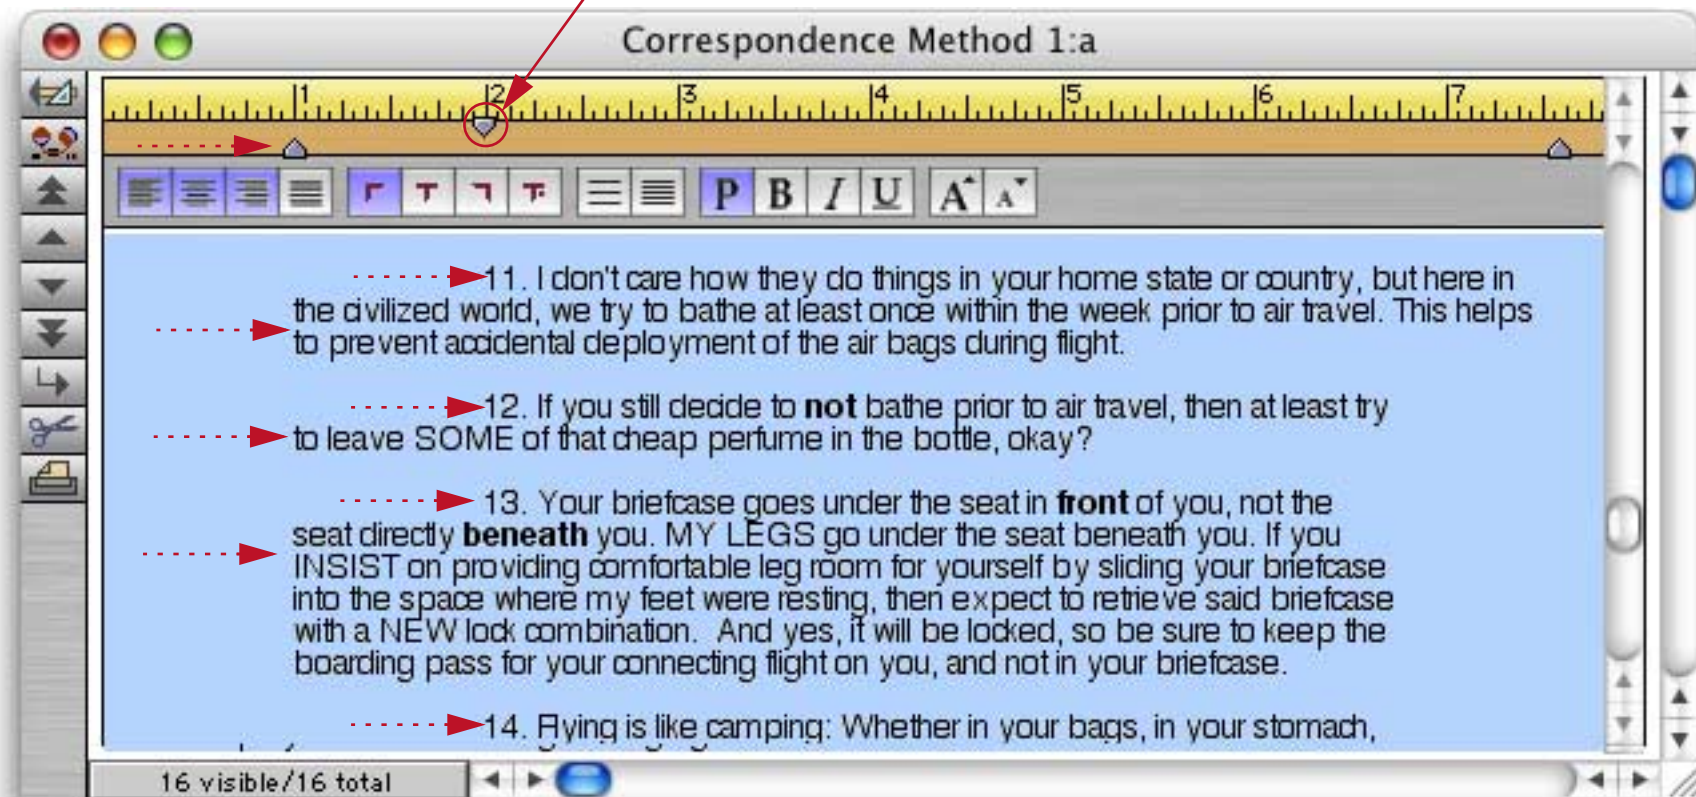 Correspondence Method 1:a
1 2 3 4 5 6 7
P B I U A A
11. I don't care how they do things in your home state or country, but here in
the civilized world, we try to bathe at least once within the week prior to air travel. This helps
to prevent accidental deployment of the air bags during flight.
12. If you still decide to not bathe prior to air travel, then at least try
to leave SOME of that cheap perfume in the bottle, okay?
13. Your briefcase goes under the seat in front of you, not the
seat directly beneath you. MY LEGS go under the seat beneath you. If you
INSIST on providing comfortable leg room for yourself by sliding your briefcase
into the space where my feet were resting, then expect to retrieve said briefcase
with a NEW lock combination. And yes, it will be locked, so be sure to keep the
boarding pass for your connecting flight on you, and not in your briefcase.
14. Flying is like camping: Whether in your bags, in your stomach,
16 visible/16 total